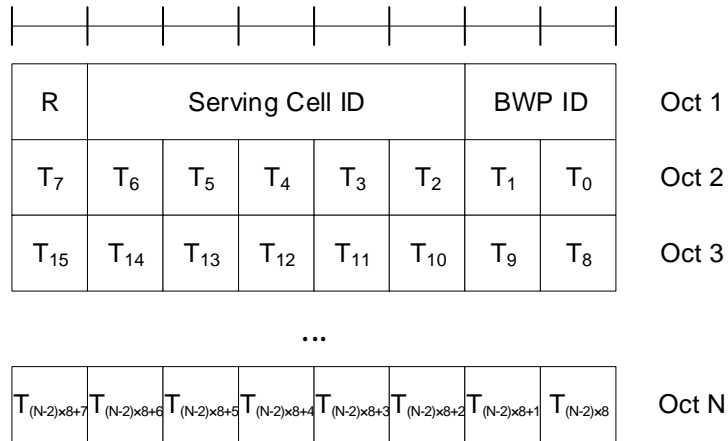 R Serving Cell ID BWP ID Oct 1
T7 T6 T5 T4 T3 T2 T1 T0 Oct 2
T15 T14 T13 T12 T11 T10 T9 T8 Oct 3
...
T(N-2)×8+7 T(N-2)×8+6 T(N-2)×8+5 T(N-2)×8+4 T(N-2)×8+3 T(N-2)×8+2 T(N-2)×8+1 T(N-2)×8 Oct N